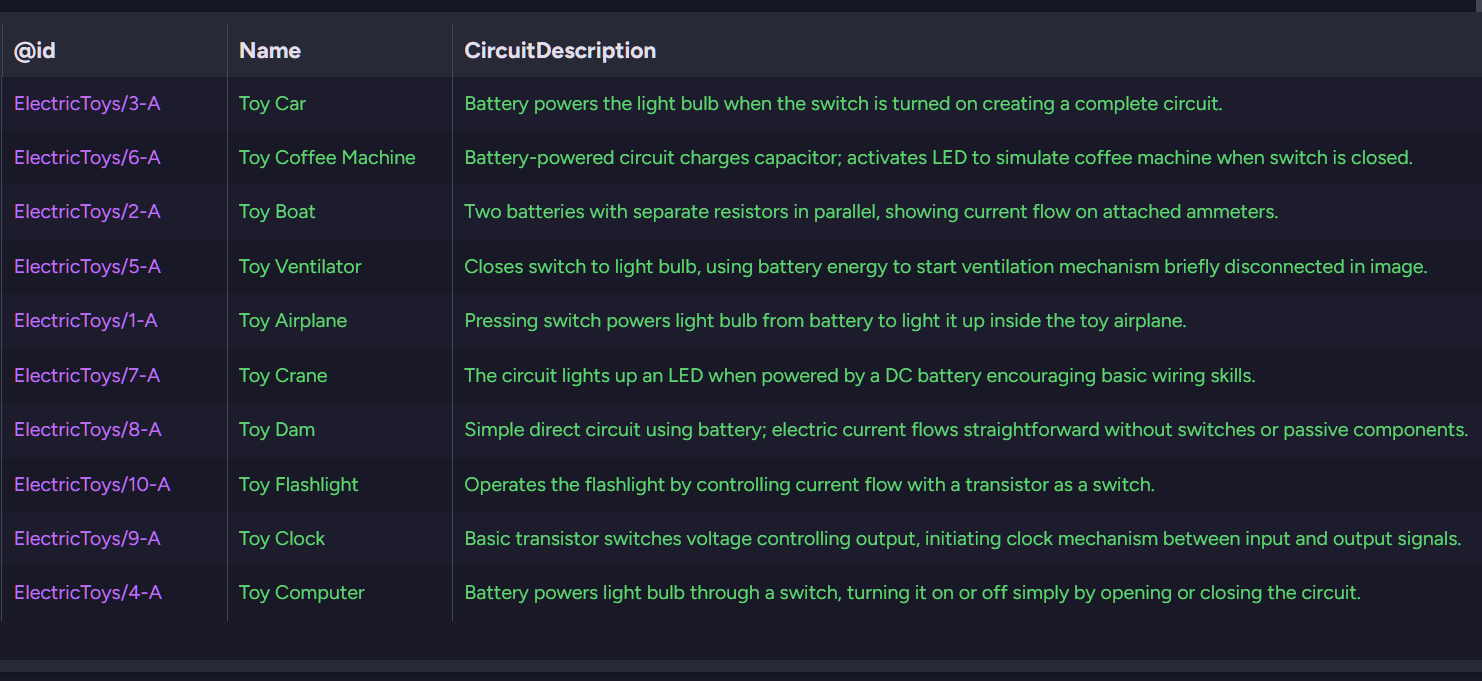 @id Name CircuitDescription
ElectricToys/3-A Toy Car Battery powers the light bulb when the switch is turned on creating a complete circuit.
ElectricToys/6-A Toy Coffee Machine Battery-powered circuit charges capacitor; activates LED to simulate coffee machine when switch is closed.
ElectricToys/2-A Toy Boat Two batteries with separate resistors in parallel, showing current flow on attached ammeters.
ElectricToys/5-A Toy Ventilator Closes switch to light bulb, using battery energy to start ventilation mechanism briefly disconnected in image.
ElectricToys/1-A Toy Airplane Pressing switch powers light bulb from battery to light it up inside the toy airplane.
ElectricToys/7-A Toy Crane The circuit lights up an LED when powered by a DC battery encouraging basic wiring skills.
ElectricToys/8-A Toy Dam Simple direct circuit using battery; electric current flows straightforward without switches or passive components.
ElectricToys/10-A Toy Flashlight Operates the flashlight by controlling current flow with a transistor as a switch.
ElectricToys/9-A Toy Clock Basic transistor switches voltage controlling output, initiating clock mechanism between input and output signals.
ElectricToys/4-A Toy Computer Battery powers light bulb through a switch, turning it on or off simply by opening or closing the circuit.